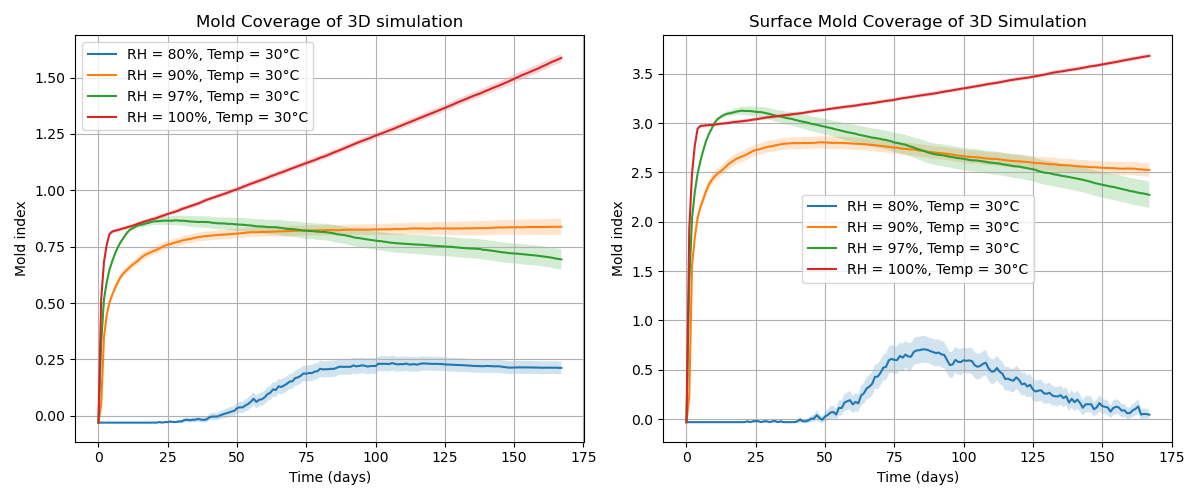 Mold Coverage of 3D simulation
RH = 80%, Temp = 30°C
RH = 90%, Temp = 30°C
RH = 97%, Temp = 30°C
RH = 100%, Temp = 30°C
1.50
1.25
1.00
0.75
0.50
0.25
0.00
Mold index
0 25 50 75 100 125 150 175
Time (days)
Surface Mold Coverage of 3D Simulation
3.5
3.0
2.5
2.0
1.5
1.0
0.5
0.0
Mold index
RH = 80%, Temp = 30°C
RH = 90%, Temp = 30°C
RH = 97%, Temp = 30°C
RH = 100%, Temp = 30°C
0 25 50 75 100 125 150 175
Time (days)